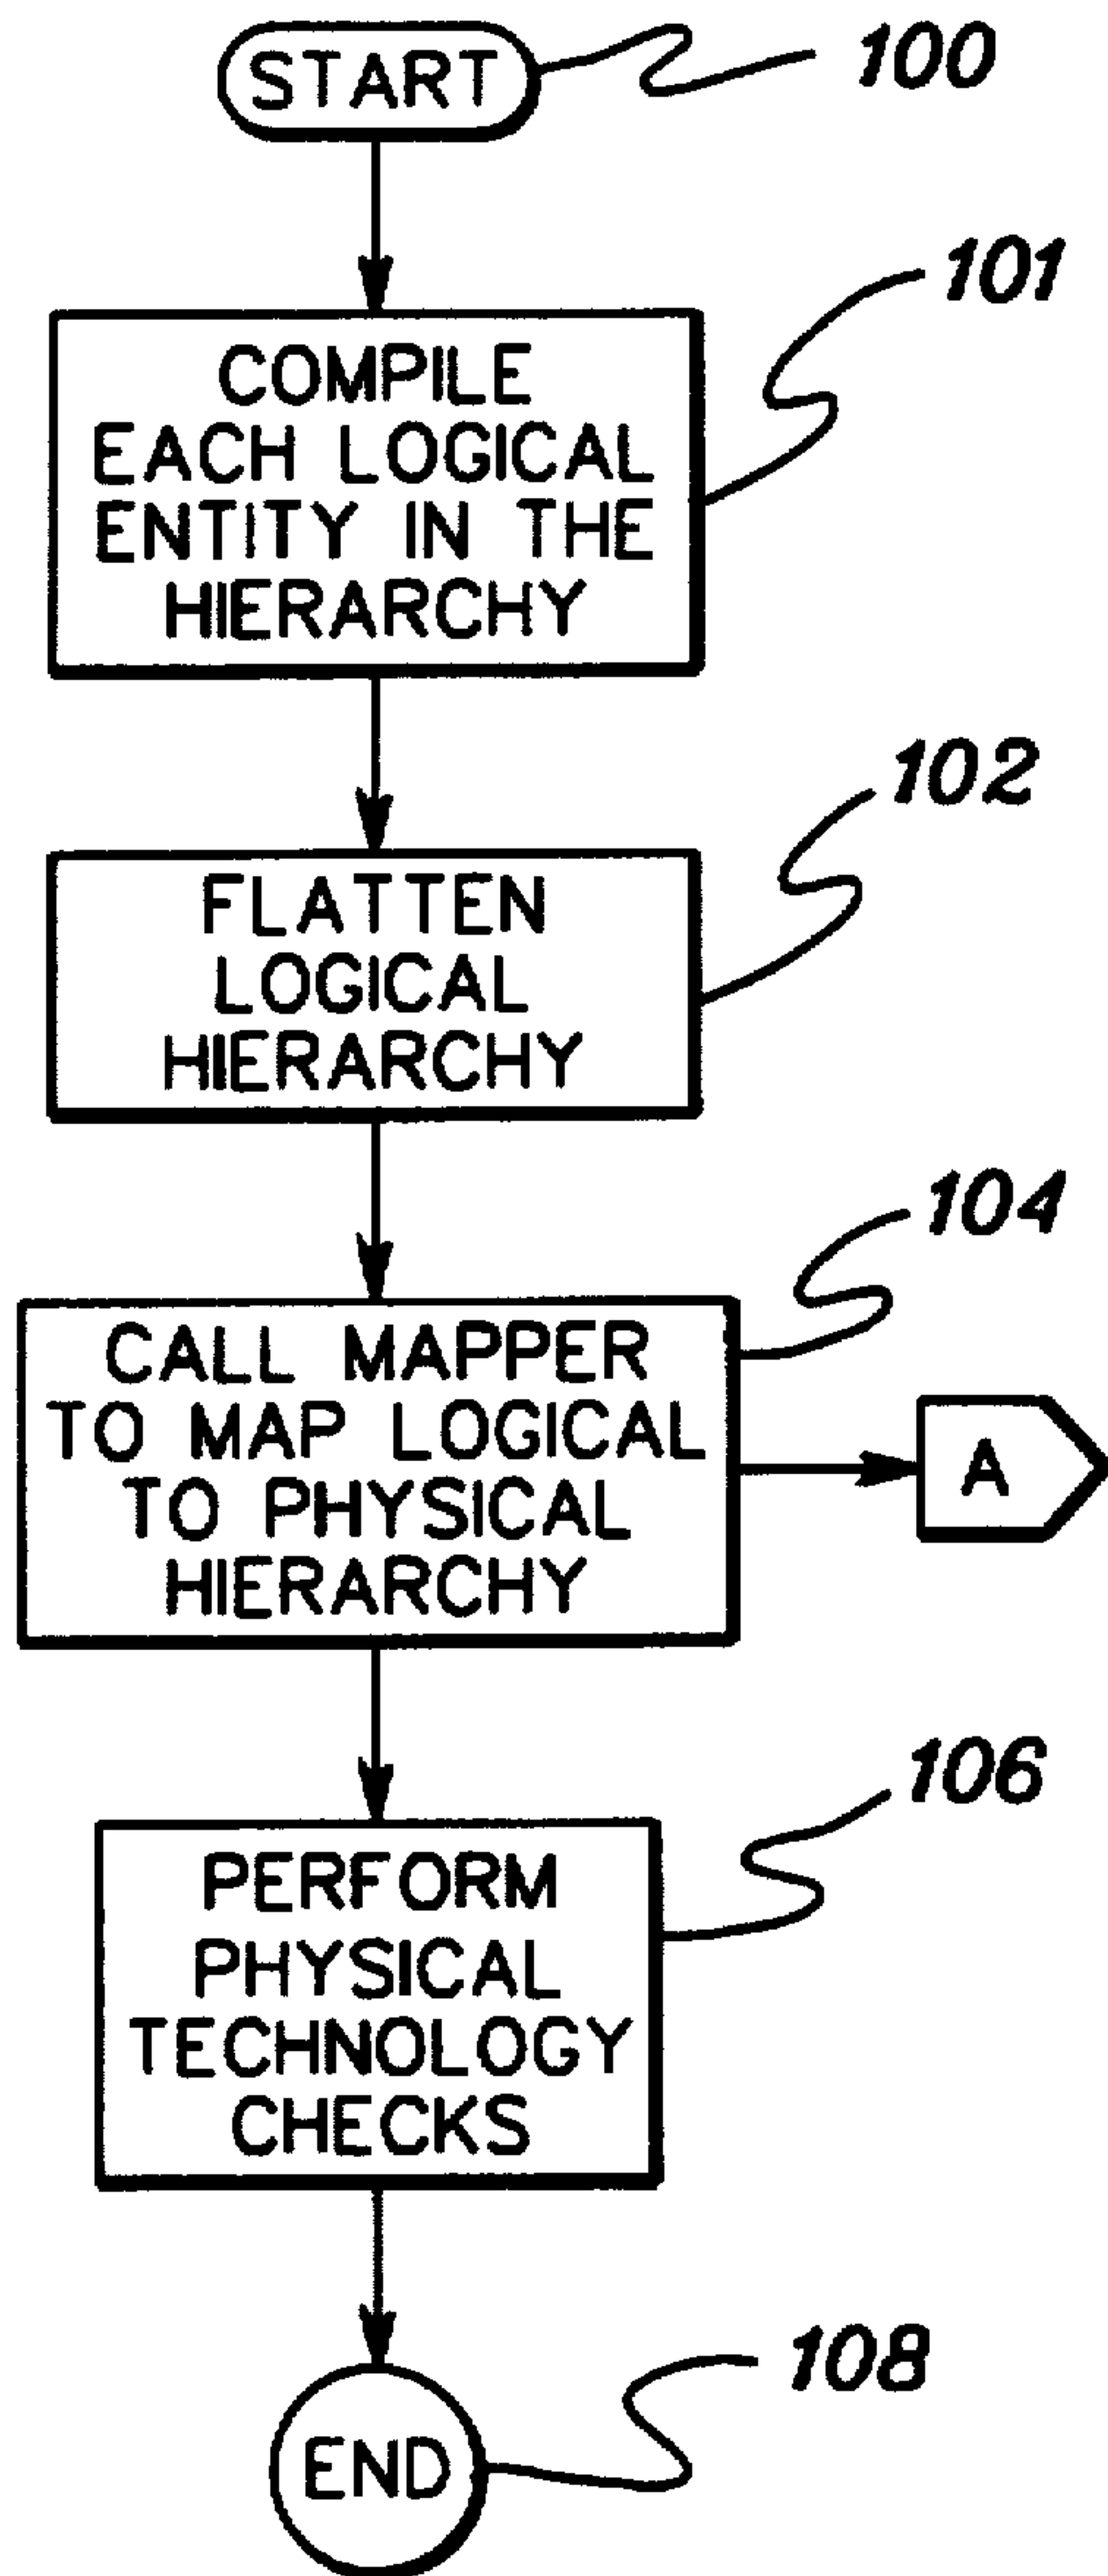 START
100
101
COMPILE
EACH LOGICAL
ENTITY IN THE
HIERARCHY
102
FLATTEN
LOGICAL
HIERARCHY
104
CALL MAPPER
TO MAP LOGICAL
TO PHYSICAL
HIERARCHY
A
106
PERFORM
PHYSICAL
TECHNOLOGY
CHECKS
108
END